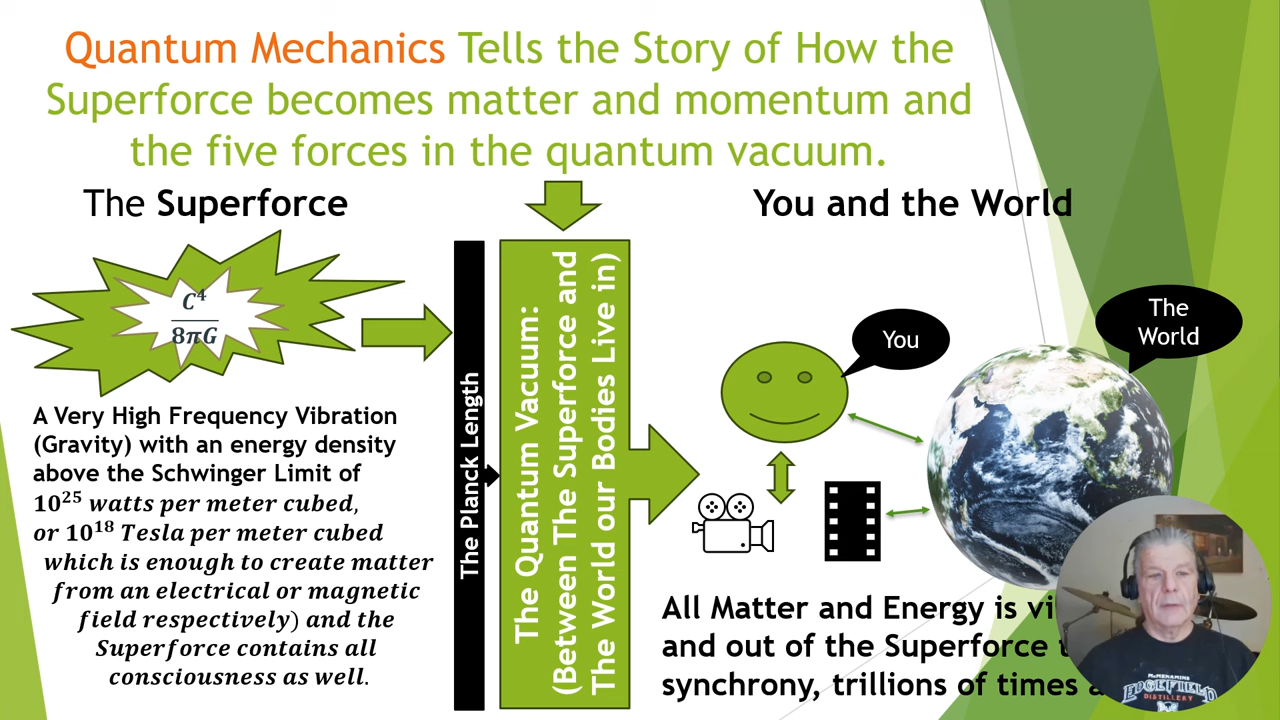 Quantum Mechanics Tells the Story of How the
Superforce becomes matter and momentum and
the five forces in the quantum vacuum.
The Superforce
You and the World
C⁴
8πG
A Very High Frequency Vibration
(Gravity) with an energy density
above the Schwinger Limit of
10²⁵ watts per meter cubed,
or 10¹⁸ Tesla per meter cubed
which is enough to create matter
from an electrical or magnetic
field respectively) and the
Superforce contains all
consciousness as well.
The Planck Length
The Quantum Vacuum:
(Between The Superforce and
The World our Bodies Live in)
You
The
World
All Matter and Energy is
and out of the Superforce
synchrony, trillions of times
McMENAMINS
EDGEFIELD
DISTILLERY